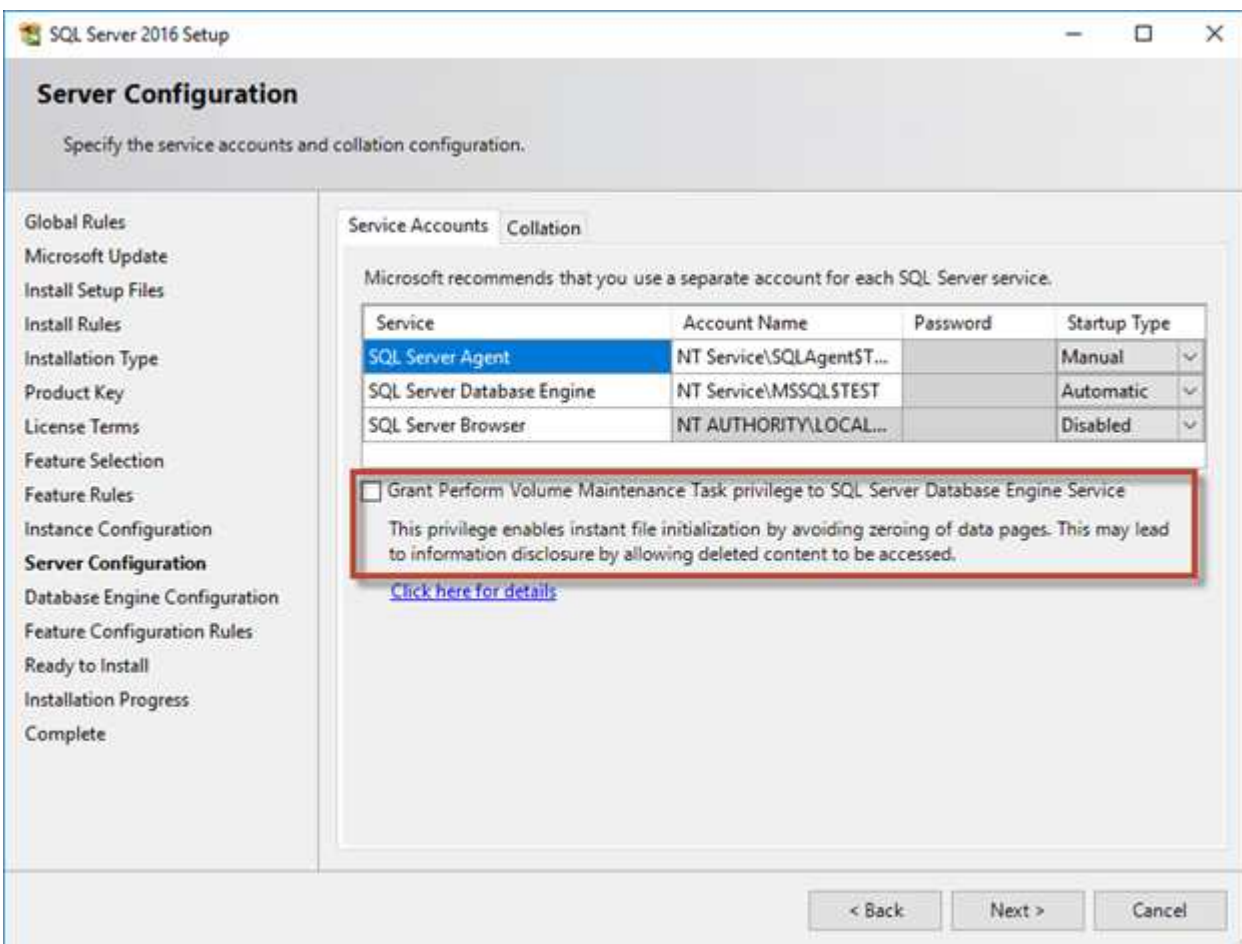 SQL Server 2016 Setup
Server Configuration
Specify the service accounts and collation configuration.
Global Rules
Microsoft Update
Install Setup Files
Install Rules
Installation Type
Product Key
License Terms
Feature Selection
Feature Rules
Instance Configuration
Server Configuration
Database Engine Configuration
Feature Configuration Rules
Ready to Install
Installation Progress
Complete
Service Accounts Collation
Microsoft recommends that you use a separate account for each SQL Server service.
Service Account Name Password Startup Type
SQL Server Agent NT Service\SQLAgent$T... Manual
SQL Server Database Engine NT Service\MSSQL$TEST Automatic
SQL Server Browser NT AUTHORITY\LOCAL... Disabled
Grant Perform Volume Maintenance Task privilege to SQL Server Database Engine Service
This privilege enables instant file initialization by avoiding zeroing of data pages. This may lead
to information disclosure by allowing deleted content to be accessed.
Click here for details
< Back Next > Cancel